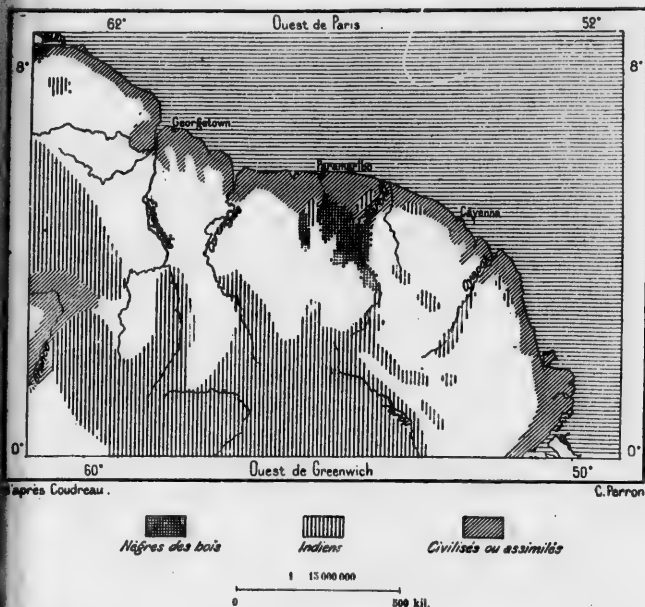 Ouest de Paris
62° 52°
8° 8°
Georgetown
Paramaribo
Cayenne
0° 0°
60° Ouest de Greenwich 50°
d'après Coudreau. C. Perron
Nègres des bois Indiens Civilisés ou assimilés
1 15 000 000
0 500 kil.